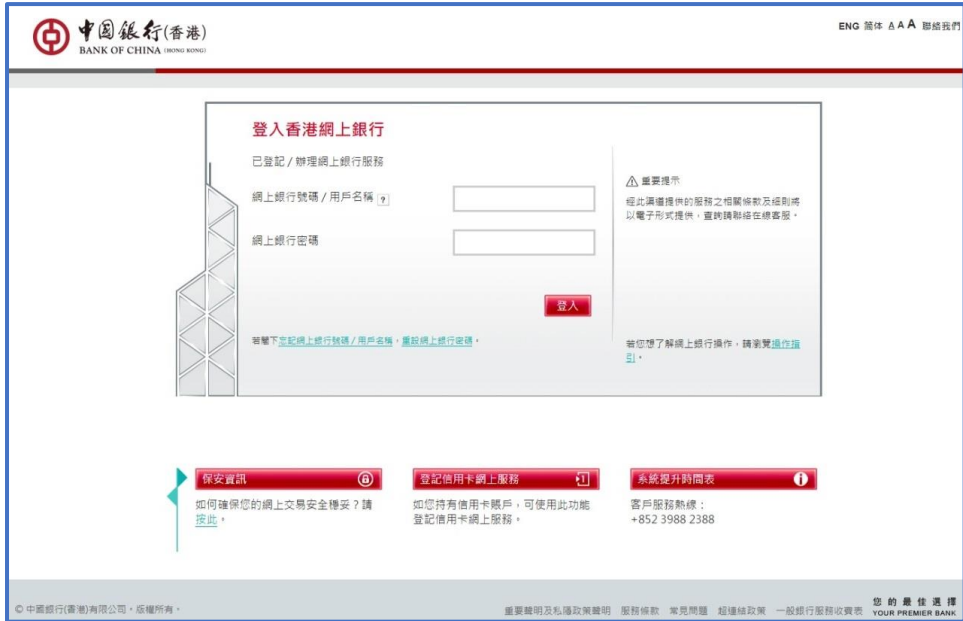 中國銀行(香港)
BANK OF CHINA (HONG KONG)
ENG 简体 A A A 聯絡我們
登入香港網上銀行
已登記 / 辦理網上銀行服務
網上銀行號碼 / 用戶名稱 ?
網上銀行密碼
登入
若閣下忘記網上銀行號碼 / 用戶名稱,重設網上銀行密碼。
重要提示
經此渠道提供的服務之相關條款及細則將
以電子形式提供,查詢請聯絡在線客服。
若您想了解網上銀行操作,請瀏覽操作指
引。
保安資訊
如何確保您的網上交易安全穩妥?請
按此。
登記信用卡網上服務
如您持有信用卡賬戶,可使用此功能
登記信用卡網上服務。
系統提升時間表
客戶服務熱線:
+852 3988 2388
© 中國銀行(香港)有限公司。版權所有。
重要聲明及私隱政策聲明 服務條款 常見問題 超連結政策 一般銀行服務收費表
您的最佳選擇
YOUR PREMIER BANK